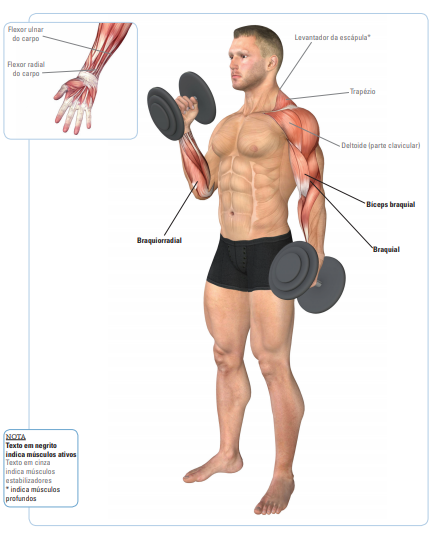 Flexor ulnar
do carpo
Flexor radial
do carpo
Levantador da escápula*
Trapézio
Deltoide (parte clavicular)
Bíceps braquial
Braquial
Braquiorradial
NOTA
Texto em negrito
indica músculos ativos
Texto em cinza
indica músculos
estabilizadores
* indica músculos
profundos